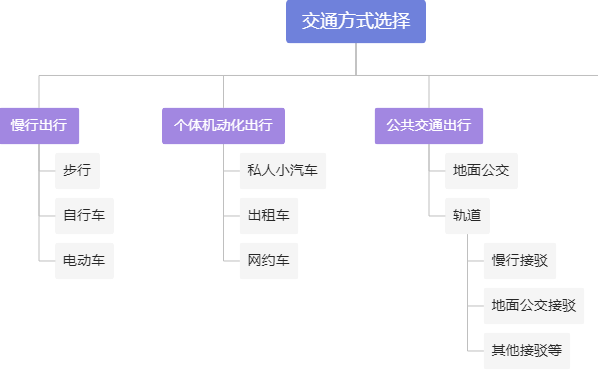 交通方式选择
慢行出行
步行
自行车
电动车
个体机动化出行
私人小汽车
出租车
网约车
公共交通出行
地面公交
轨道
慢行接驳
地面公交接驳
其他接驳等